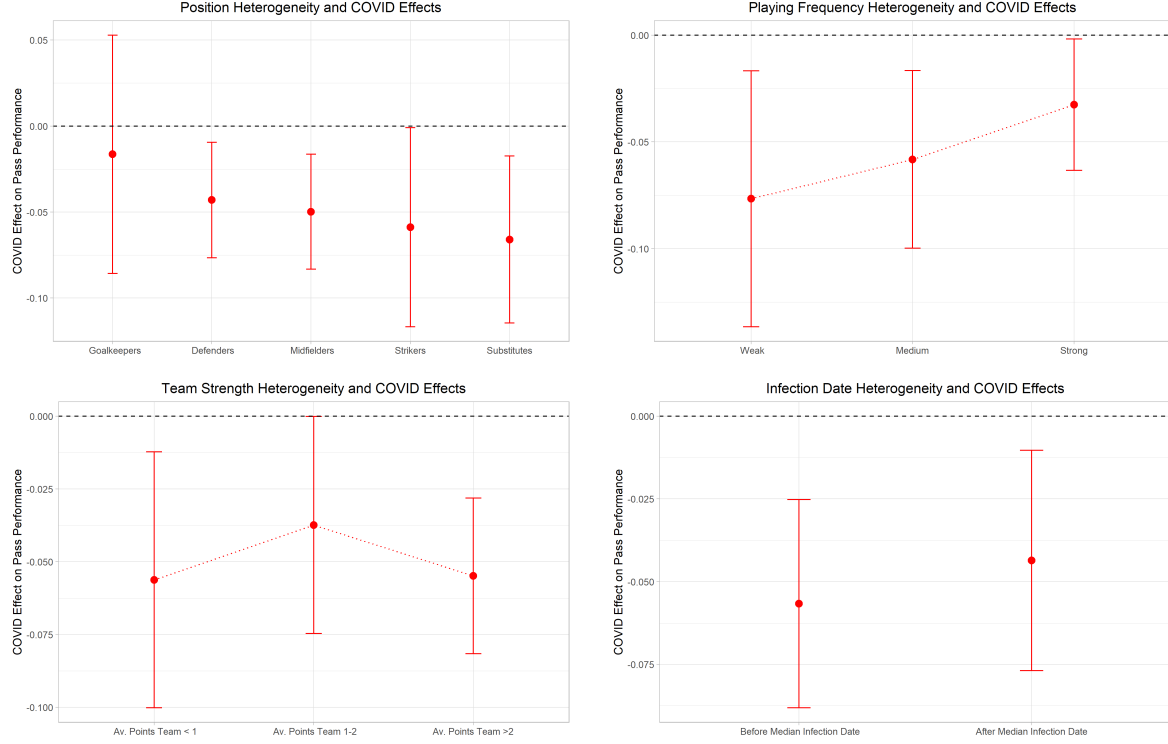 Position Heterogeneity and COVID Effects
COVID Effect on Pass Performance
0.05
0.00
-0.05
-0.10
Goalkeepers Defenders Midfielders Strikers Substitutes
Playing Frequency Heterogeneity and COVID Effects
COVID Effect on Pass Performance
0.00
-0.05
-0.10
Weak Medium Strong
Team Strength Heterogeneity and COVID Effects
COVID Effect on Pass Performance
0.000
-0.025
-0.050
-0.075
-0.100
Av. Points Team < 1 Av. Points Team 1-2 Av. Points Team >2
Infection Date Heterogeneity and COVID Effects
COVID Effect on Pass Performance
0.000
-0.025
-0.050
-0.075
Before Median Infection Date After Median Infection Date